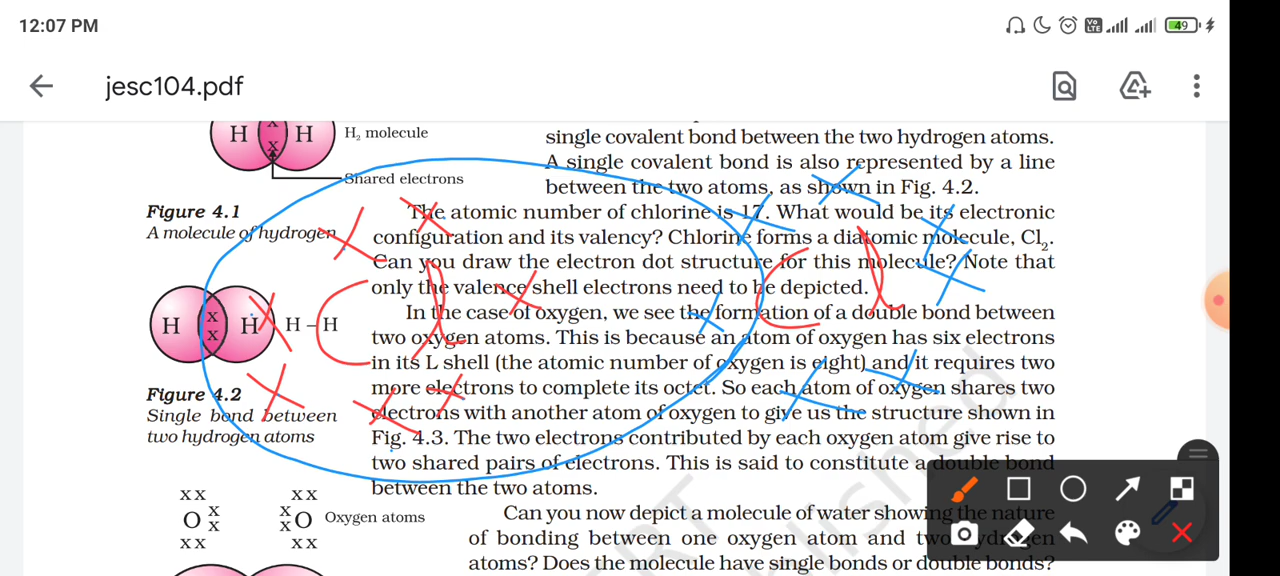 12:07 PM
Vo LTE
49
jesc104.pdf
H H H₂ molecule
x
x
Shared electrons
single covalent bond between the two hydrogen atoms.
A single covalent bond is also represented by a line
between the two atoms, as shown in Fig. 4.2.
Figure 4.1
A molecule of hydrogen
The atomic number of chlorine is 17. What would be its electronic
configuration and its valency? Chlorine forms a diatomic molecule, Cl₂.
Can you draw the electron dot structure for this molecule? Note that
only the valence shell electrons need to be depicted.
H x H H – H
x
Figure 4.2
Single bond between
two hydrogen atoms
In the case of oxygen, we see the formation of a double bond between
two oxygen atoms. This is because an atom of oxygen has six electrons
in its L shell (the atomic number of oxygen is eight) and it requires two
more electrons to complete its octet. So each atom of oxygen shares two
electrons with another atom of oxygen to give us the structure shown in
Fig. 4.3. The two electrons contributed by each oxygen atom give rise to
two shared pairs of electrons. This is said to constitute a double bond
between the two atoms.
x x x x
O x x O Oxygen atoms
x x
x x x x
Can you now depict a molecule of water showing the nature
of bonding between one oxygen atom and two hydrogen
atoms? Does the molecule have single bonds or double bonds?